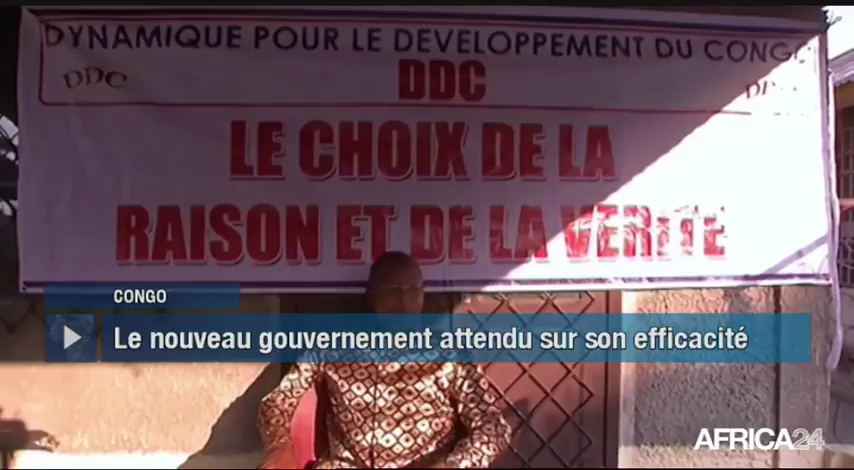 DYNAMIQUE POUR LE DEVELOPPEMENT DU CONGO
DDC
DDC
LE CHOIX DE LA
RAISON ET DE LA VERITE
CONGO
Le nouveau gouvernement attendu sur son efficacité
AFRICA24